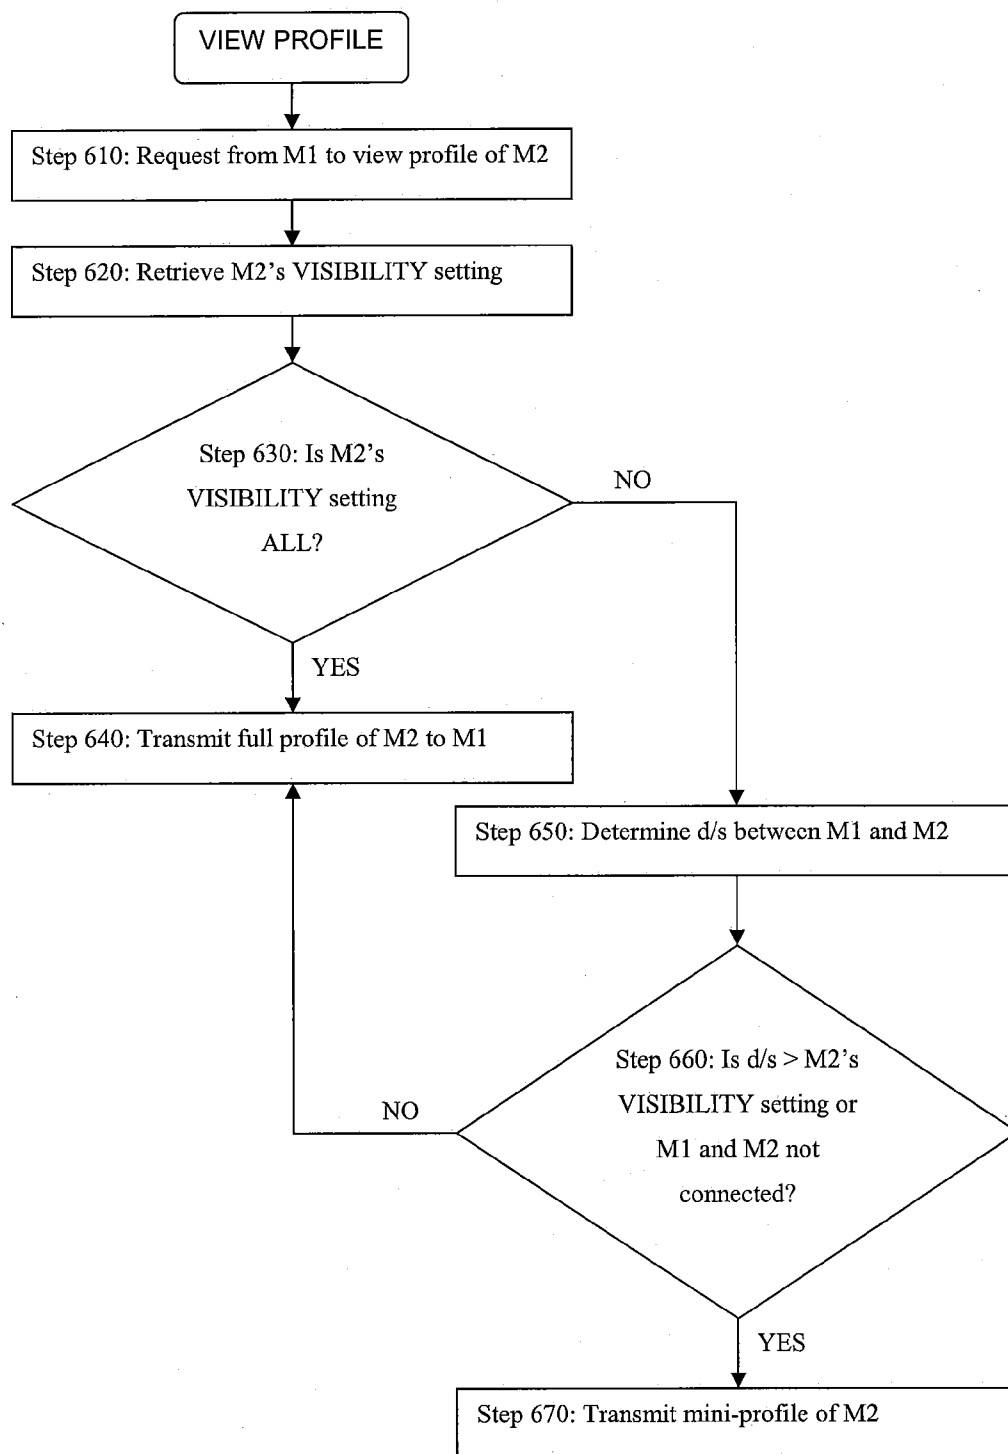 VIEW PROFILE
Step 610: Request from M1 to view profile of M2
Step 620: Retrieve M2's VISIBILITY setting
Step 630: Is M2's
VISIBILITY setting
ALL?
NO
YES
Step 640: Transmit full profile of M2 to M1
Step 650: Determine d/s between M1 and M2
Step 660: Is d/s > M2's
VISIBILITY setting or
M1 and M2 not
connected?
NO
YES
Step 670: Transmit mini-profile of M2